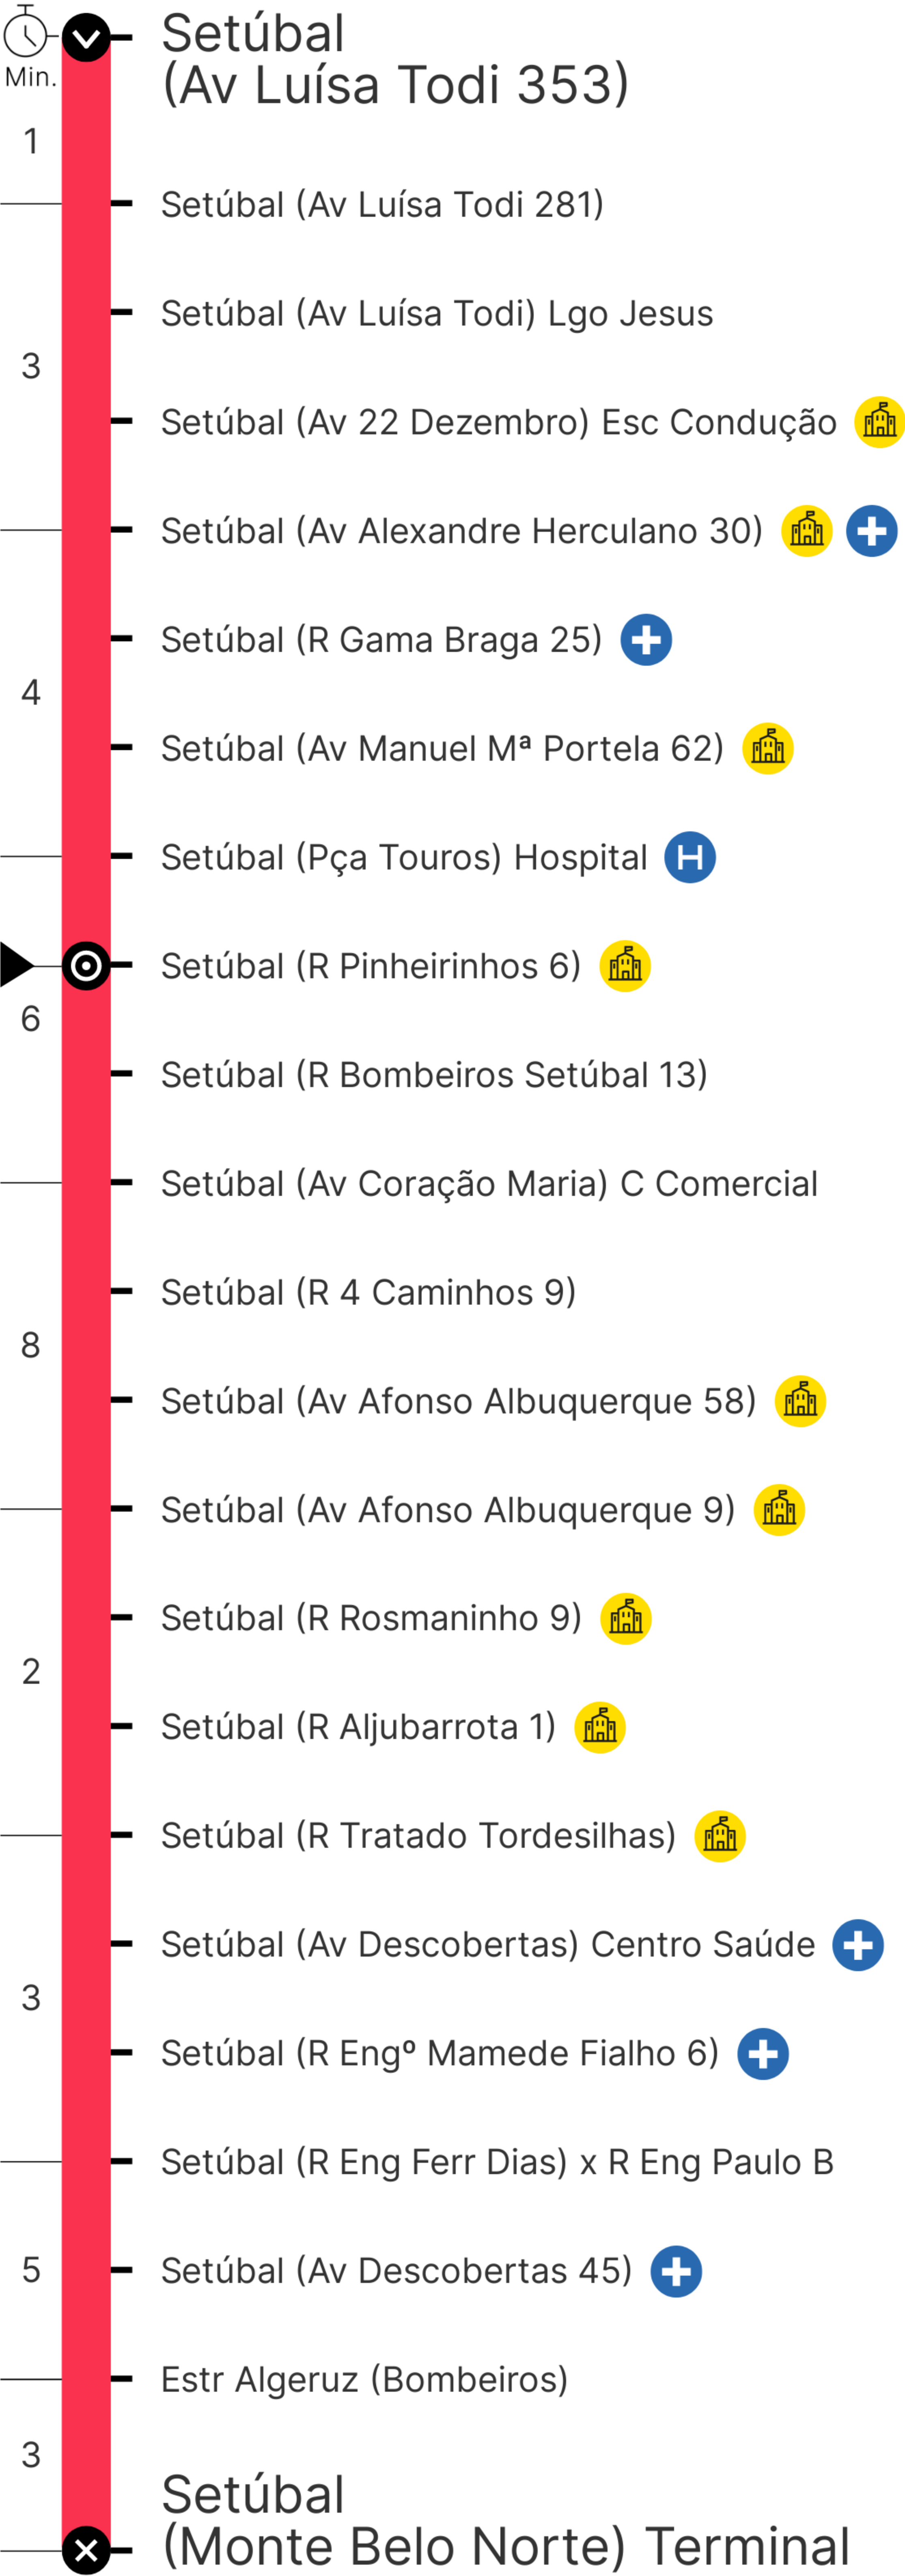 Min.
Setúbal
(Av Luísa Todi 353)
1
Setúbal (Av Luísa Todi 281)
Setúbal (Av Luísa Todi) Lgo Jesus
3
Setúbal (Av 22 Dezembro) Esc Condução
Setúbal (Av Alexandre Herculano 30)
Setúbal (R Gama Braga 25)
4
Setúbal (Av Manuel Mª Portela 62)
Setúbal (Pça Touros) Hospital H
Setúbal (R Pinheirinhos 6)
6
Setúbal (R Bombeiros Setúbal 13)
Setúbal (Av Coração Maria) C Comercial
Setúbal (R 4 Caminhos 9)
8
Setúbal (Av Afonso Albuquerque 58)
Setúbal (Av Afonso Albuquerque 9)
Setúbal (R Rosmaninho 9)
2
Setúbal (R Aljubarrota 1)
Setúbal (R Tratado Tordesilhas)
Setúbal (Av Descobertas) Centro Saúde
3
Setúbal (R Engº Mamede Fialho 6)
Setúbal (R Eng Ferr Dias) x R Eng Paulo B
5
Setúbal (Av Descobertas 45)
Estr Algeruz (Bombeiros)
3
Setúbal
(Monte Belo Norte) Terminal